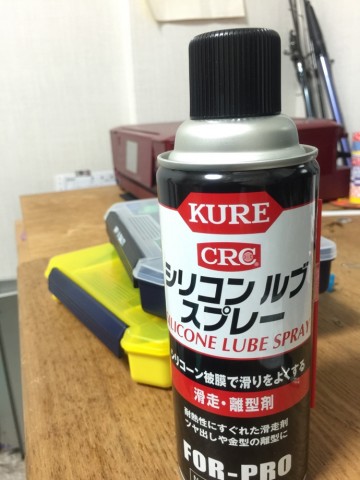 KURE
CRC
シリコンルブ
スプレー
SILICONE LUBE SPRAY
シリコーン被膜で滑りをよくする
滑走・離型剤
耐熱性にすぐれた滑走剤
ツヤ出しや金型の離型に
FOR-PRO